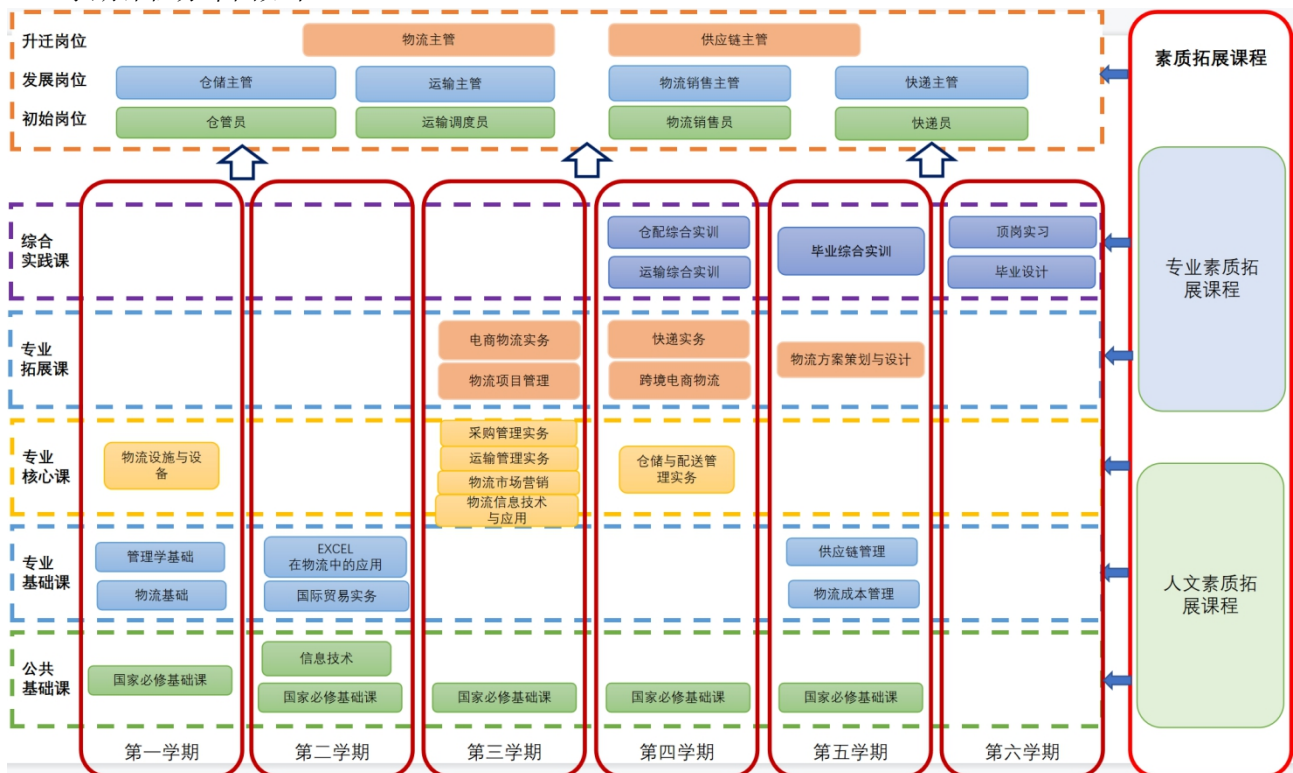 升迁岗位
物流主管
供应链主管
发展岗位
仓储主管
运输主管
物流销售主管
快递主管
初始岗位
仓管员
运输调度员
物流销售员
快递员
素质拓展课程
专业素质拓
展课程
人文素质拓
展课程
综合
实践课
仓配综合实训
运输综合实训
毕业综合实训
顶岗实习
毕业设计
专业
拓展课
电商物流实务
物流项目管理
快递实务
跨境电商物流
物流方案策划与设计
专业
核心课
物流设施与设
备
采购管理实务
运输管理实务
物流市场营销
物流信息技术
与应用
仓储与配送管
理实务
专业
基础课
管理学基础
物流基础
EXCEL
在物流中的应用
国际贸易实务
供应链管理
物流成本管理
公共
基础课
国家必修基础课
信息技术
国家必修基础课
国家必修基础课
国家必修基础课
国家必修基础课
第一学期
第二学期
第三学期
第四学期
第五学期
第六学期